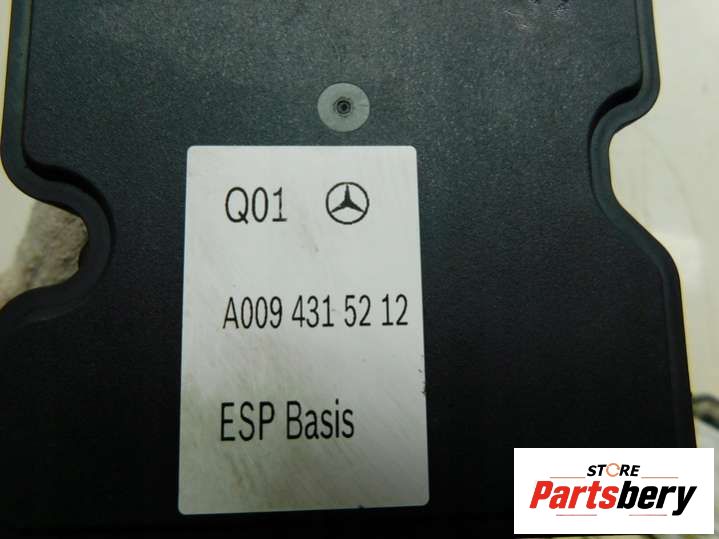 Q01
A009 431 52 12
ESP Basis
STORE
Partsbery